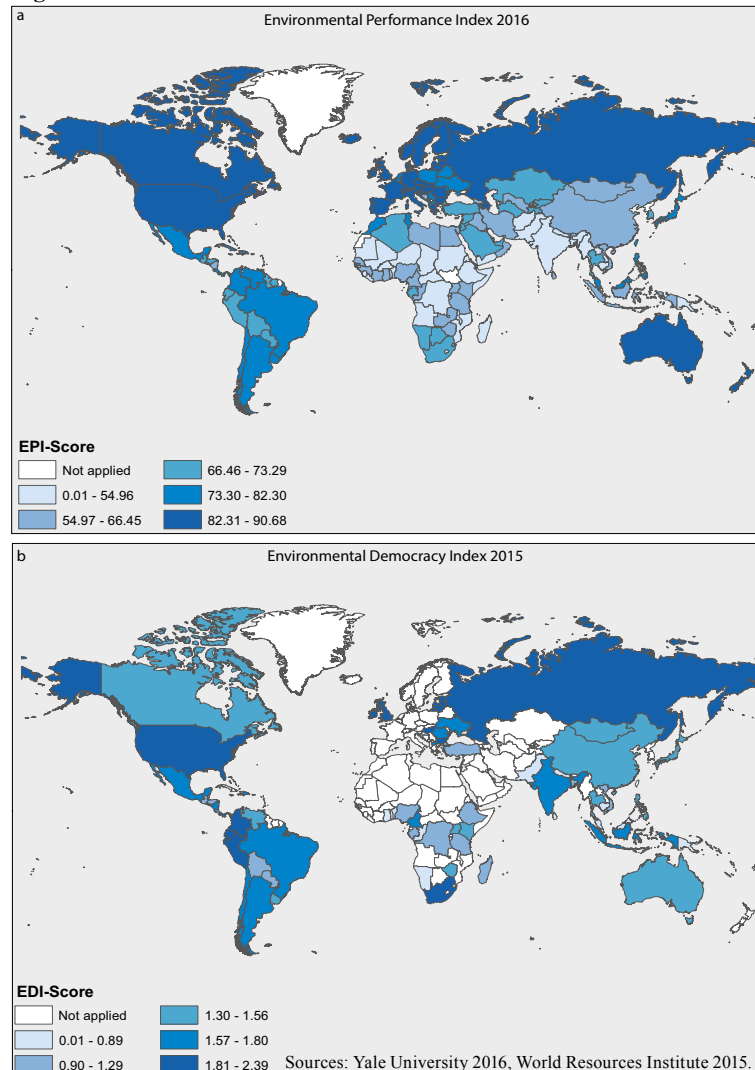 a
Environmental Performance Index 2016
EPI-Score
Not applied
0.01 - 54.96
54.97 - 66.45
66.46 - 73.29
73.30 - 82.30
82.31 - 90.68
b
Environmental Democracy Index 2015
EDI-Score
Not applied
0.01 - 0.89
0.90 - 1.29
1.30 - 1.56
1.57 - 1.80
1.81 - 2.39
Sources: Yale University 2016, World Resources Institute 2015.